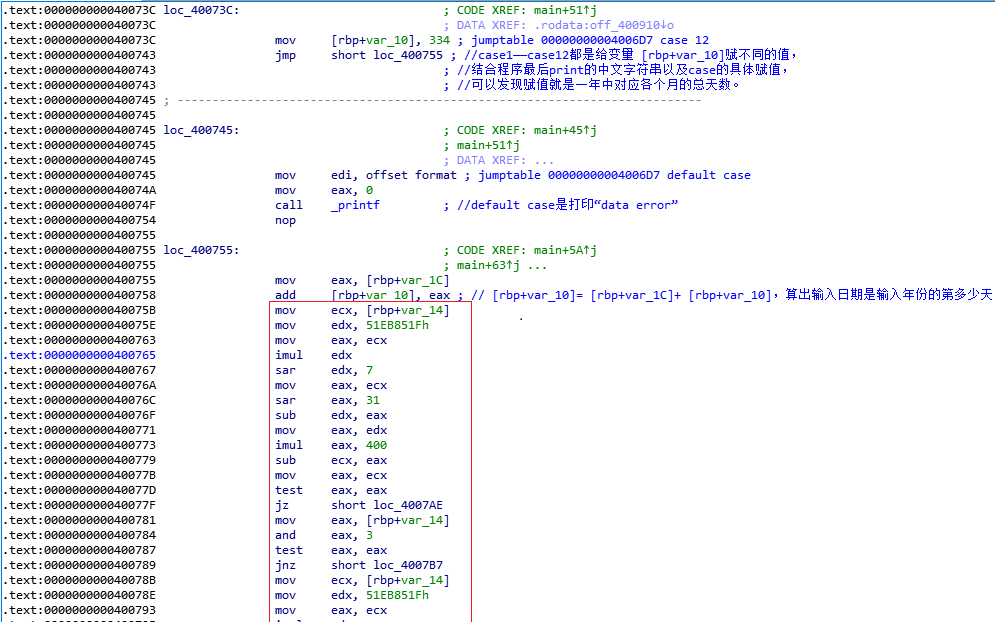 .text:000000000040073C loc_40073C: ; CODE XREF: main+51↑j
.text:000000000040073C ; DATA XREF: .rodata:off_400910↓o
.text:000000000040073C mov [rbp+var_10], 334 ; jumptable 00000000004006D7 case 12
.text:0000000000400743 jmp short loc_400755 ; //case1——case12都是给变量 [rbp+var_10]赋不同的值，
.text:0000000000400743 ; //结合程序最后print的中文字符串以及case的具体赋值，
.text:0000000000400743 ; //可以发现赋值就是一年中对应各个月的总天数。
.text:0000000000400745 ; ---------------------------------------------------------------------------
.text:0000000000400745
.text:0000000000400745 loc_400745: ; CODE XREF: main+45↑j
.text:0000000000400745 ; main+51↑j
.text:0000000000400745 ; DATA XREF: ...
.text:0000000000400745 mov edi, offset format ; jumptable 00000000004006D7 default case
.text:000000000040074A mov eax, 0
.text:000000000040074F call _printf ; //default case是打印“data error”
.text:0000000000400754 nop
.text:0000000000400755
.text:0000000000400755 loc_400755: ; CODE XREF: main+5A↑j
.text:0000000000400755 ; main+63↑j ...
.text:0000000000400755 mov eax, [rbp+var_1C]
.text:0000000000400758 add [rbp+var_10], eax ; // [rbp+var_10]= [rbp+var_1C]+ [rbp+var_10]，算出输入日期是输入年份的第多少天
.text:000000000040075B mov ecx, [rbp+var_14]
.text:000000000040075E mov edx, 51EB851Fh
.text:0000000000400763 mov eax, ecx
.text:0000000000400765 imul edx
.text:0000000000400767 sar edx, 7
.text:000000000040076A mov eax, ecx
.text:000000000040076C sar eax, 31
.text:000000000040076F sub edx, eax
.text:0000000000400771 mov eax, edx
.text:0000000000400773 imul eax, 400
.text:0000000000400779 sub ecx, eax
.text:000000000040077B mov eax, ecx
.text:000000000040077D test eax, eax
.text:000000000040077F jz short loc_4007AE
.text:0000000000400781 mov eax, [rbp+var_14]
.text:0000000000400784 and eax, 3
.text:0000000000400787 test eax, eax
.text:0000000000400789 jnz short loc_4007B7
.text:000000000040078B mov ecx, [rbp+var_14]
.text:000000000040078E mov edx, 51EB851Fh
.text:0000000000400793 mov eax, ecx